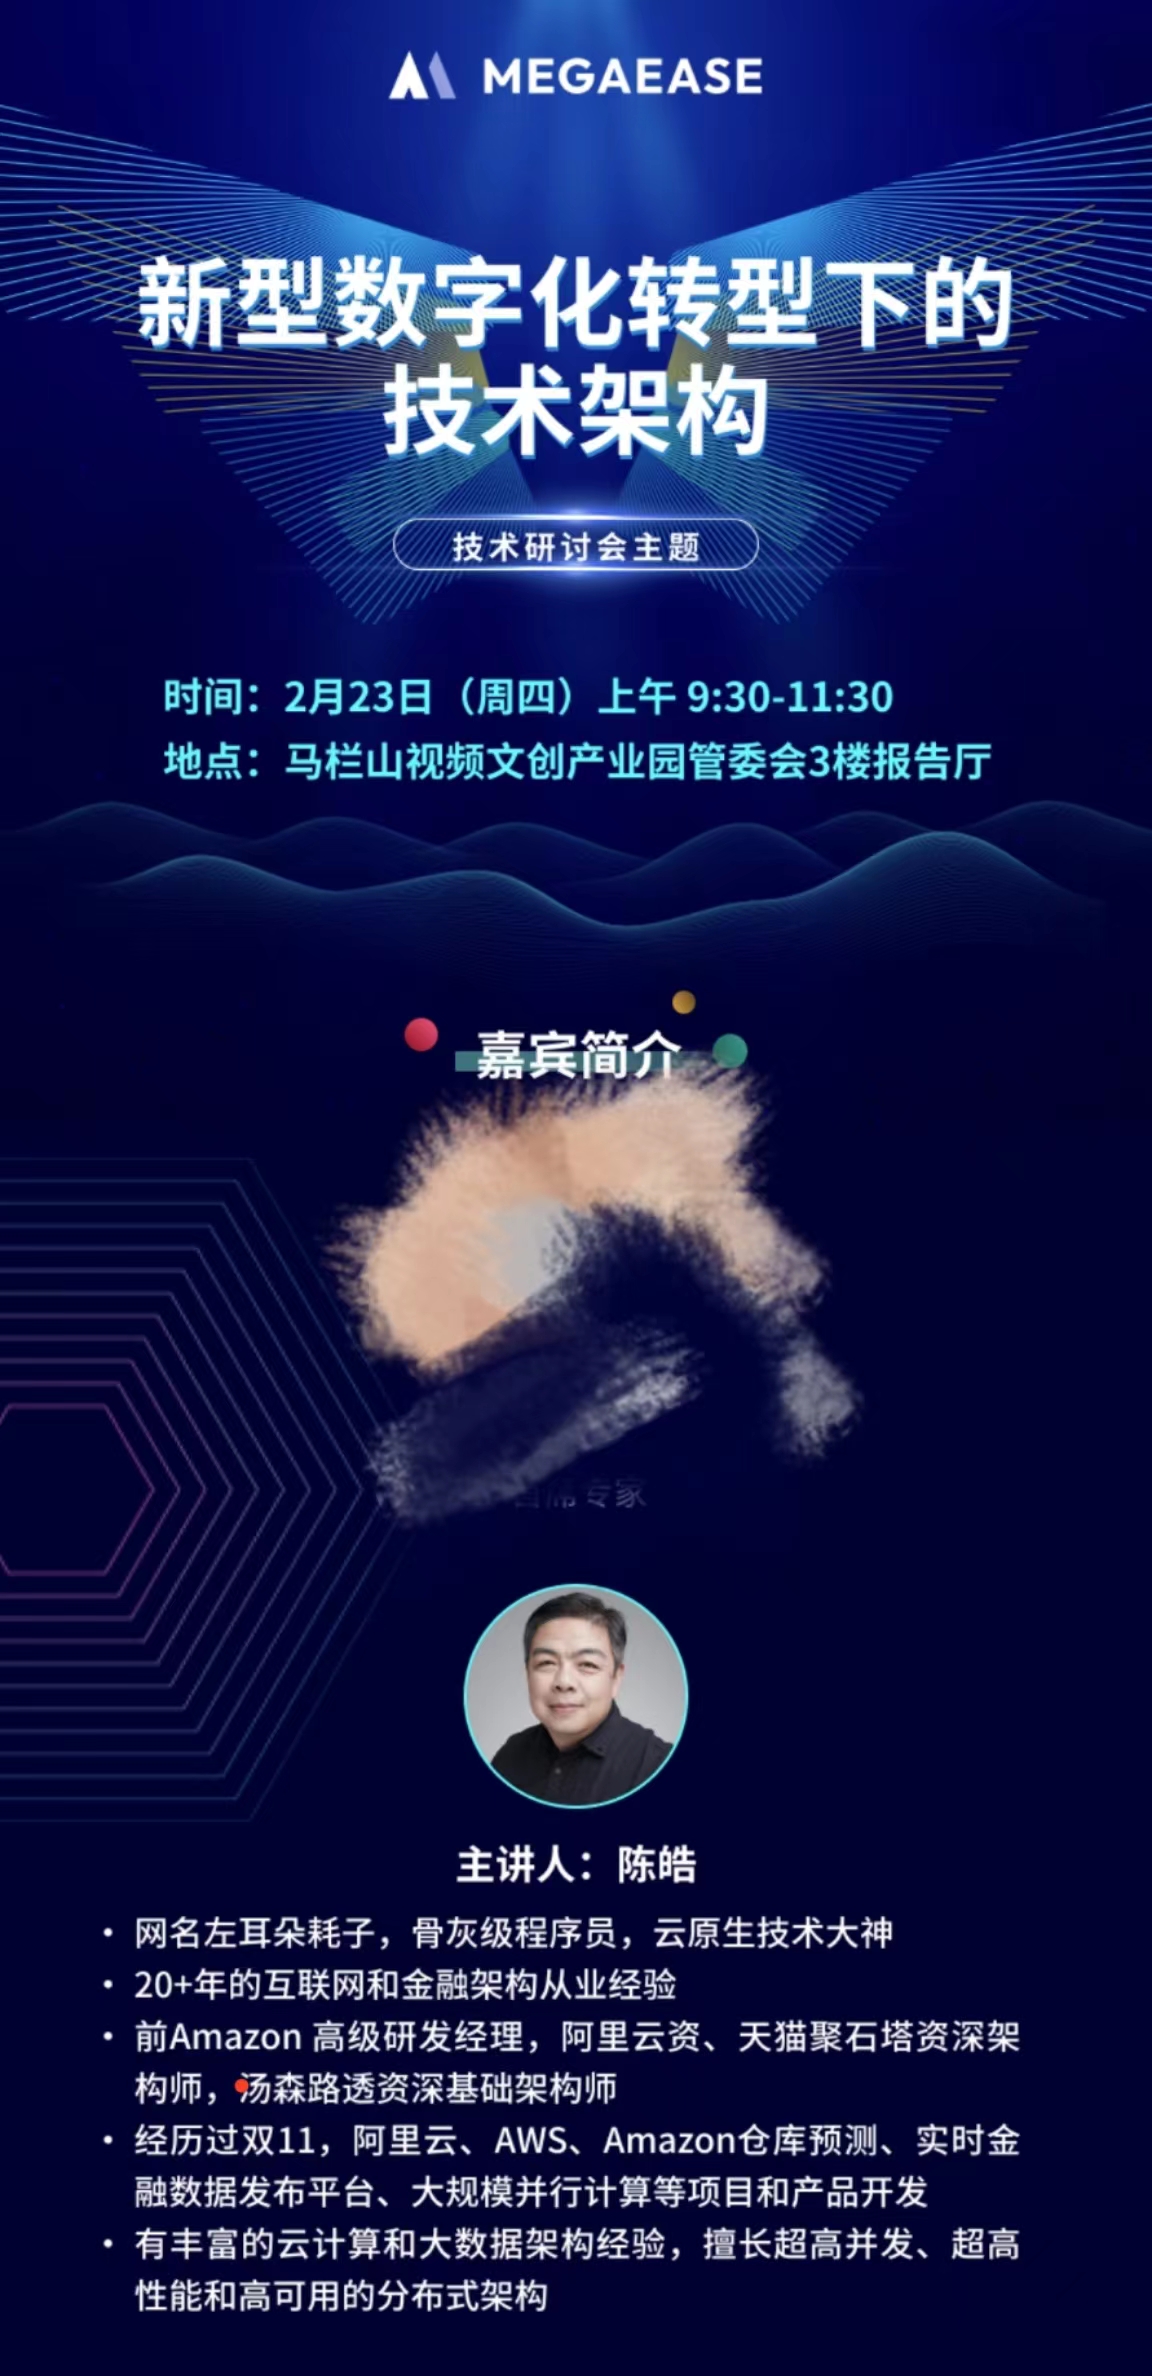 MEGAEASE
新型数字化转型下的
技术架构
技术研讨会主题
时间：2月23日（周四）上午 9:30-11:30
地点：马栏山视频文创产业园管委会3楼报告厅
嘉宾简介
首席专家
主讲人：陈皓
• 网名左耳朵耗子，骨灰级程序员，云原生技术大神
• 20+年的互联网和金融架构从业经验
• 前Amazon 高级研发经理，阿里云资、天猫聚石塔资深架
构师，汤森路透资深基础架构师
• 经历过双11，阿里云、AWS、Amazon仓库预测、实时金
融数据发布平台、大规模并行计算等项目和产品开发
• 有丰富的云计算和大数据架构经验，擅长超高并发、超高
性能和高可用的分布式架构